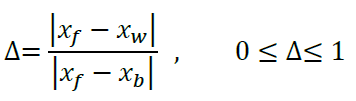 Δ= |x_f − x_w| / |x_f − x_b| , 0 ≤ Δ≤ 1